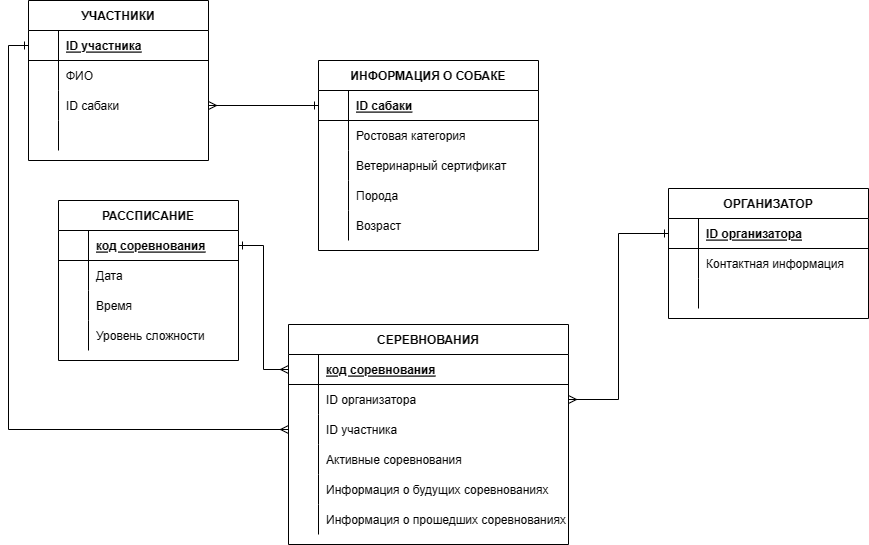 УЧАСТНИКИ
ID участника
ФИО
ID сабаки
ИНФОРМАЦИЯ О СОБАКЕ
ID сабаки
Ростовая категория
Ветеринарный сертификат
Порода
Возраст
РАССПИСАНИЕ
код соревнования
Дата
Время
Уровень сложности
ОРГАНИЗАТОР
ID организатора
Контактная информация
СЕРЕВНОВАНИЯ
код соревнования
ID организатора
ID участника
Активные соревнования
Информация о будущих соревнованиях
Информация о прошедших соревнованиях